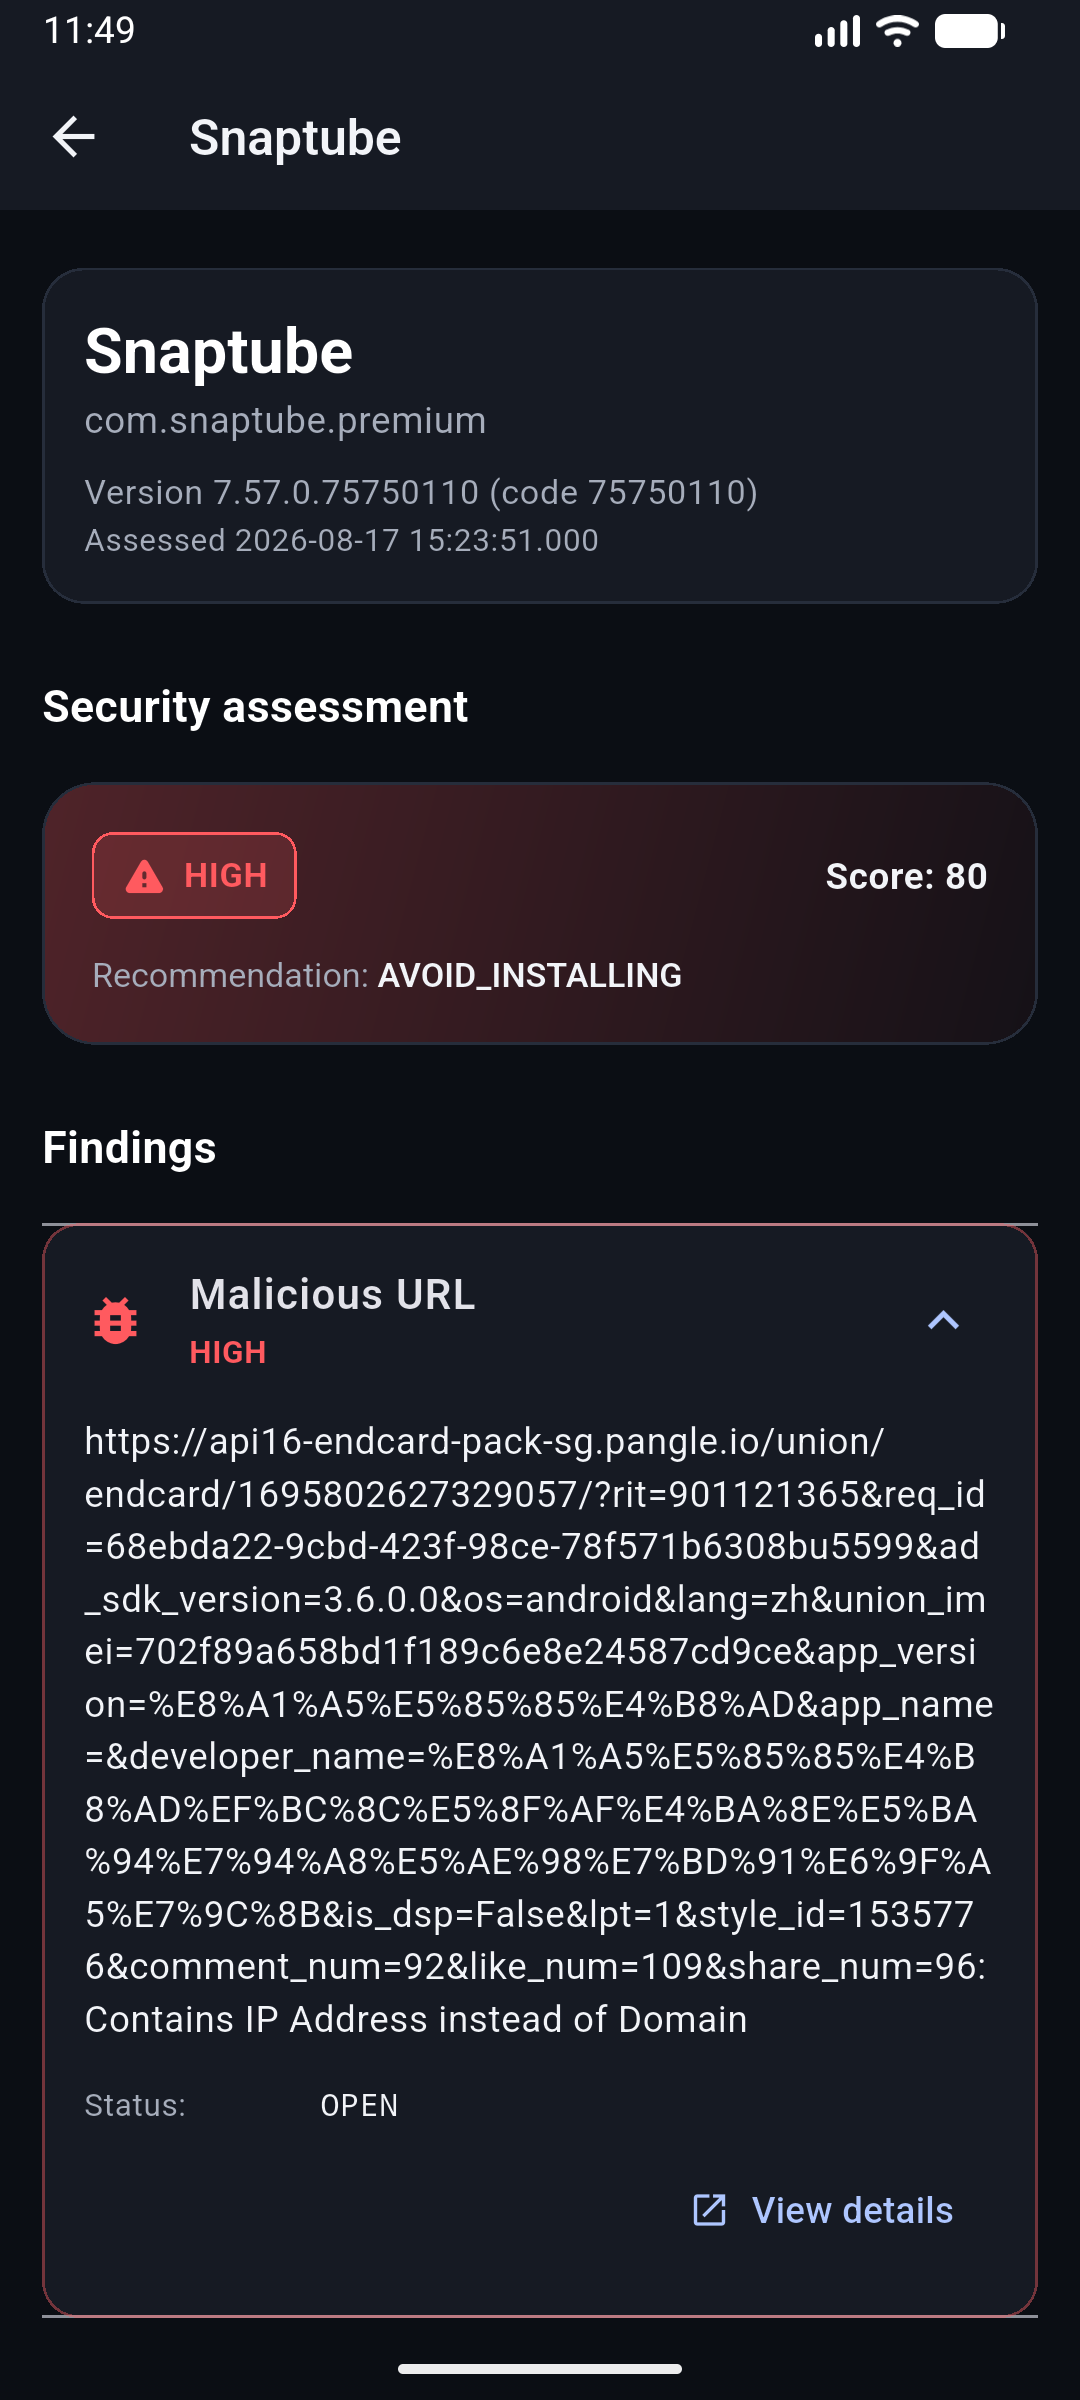 11:49
Snaptube
Snaptube
com.snaptube.premium
Version 7.57.0.75750110 (code 75750110)
Assessed 2026-08-17 15:23:51.000
Security assessment
HIGH
Score: 80
Recommendation: AVOID_INSTALLING
Findings
Malicious URL
HIGH
https://api16-endcard-pack-sg.pangle.io/union/
endcard/1695802627329057/?rit=901121365&req_id
=68ebda22-9cbd-423f-98ce-78f571b6308bu5599&ad
_sdk_version=3.6.0.0&os=android&lang=zh&union_im
ei=702f89a658bd1f189c6e8e24587cd9ce&app_versi
on=%E8%A1%A5%E5%85%85%E4%B8%AD&app_name
=&developer_name=%E8%A1%A5%E5%85%85%E4%B
8%AD%EF%BC%8C%E5%8F%AF%E4%BA%8E%E5%BA
%94%E7%94%A8%E5%AE%98%E7%BD%91%E6%9F%A
5%E7%9C%8B&is_dsp=False&lpt=1&style_id=153577
6&comment_num=92&like_num=109&share_num=96:
Contains IP Address instead of Domain
Status: OPEN
View details